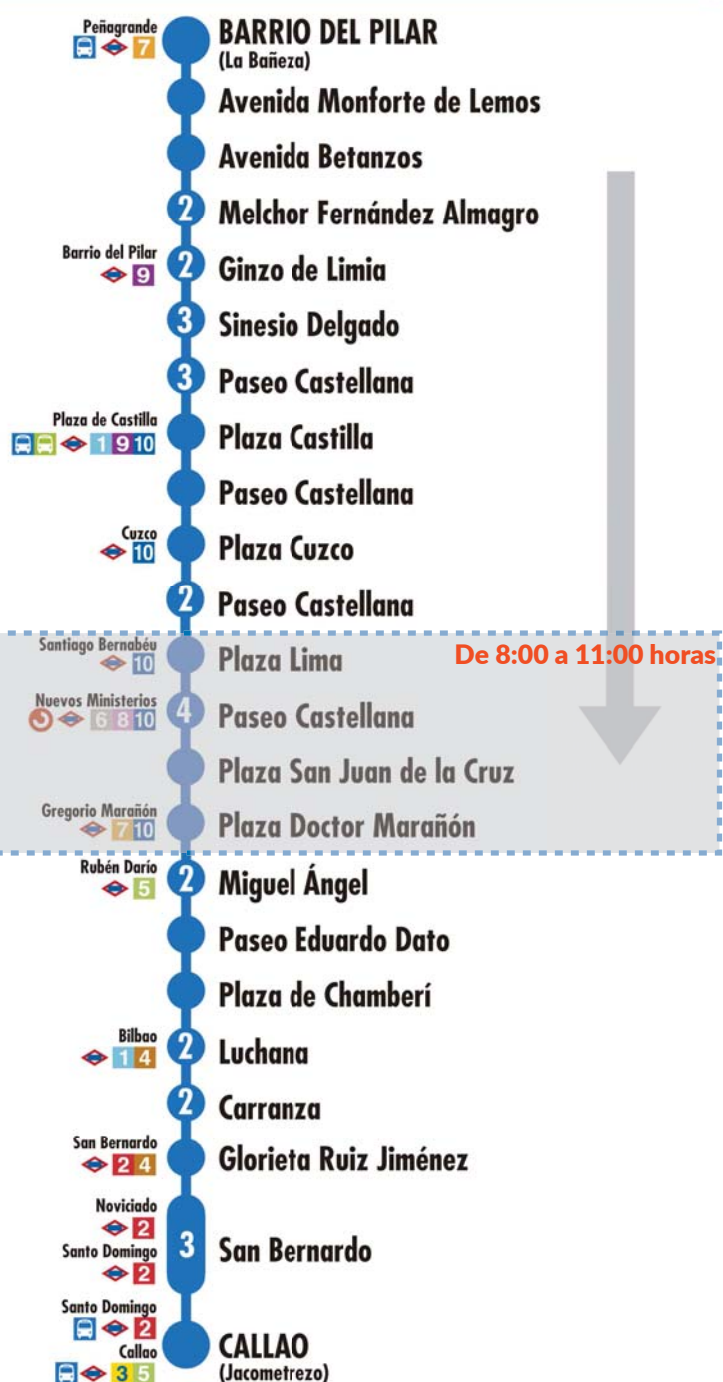 Peñagrande
7
BARRIO DEL PILAR
(La Bañeza)
Avenida Monforte de Lemos
Avenida Betanzos
2 Melchor Fernández Almagro
Barrio del Pilar
9
2 Ginzo de Limia
3 Sinesio Delgado
3 Paseo Castellana
Plaza de Castilla
1 9 10
Plaza Castilla
Paseo Castellana
Cuzco
10
Plaza Cuzco
2 Paseo Castellana
Santiago Bernabéu
10
Plaza Lima
De 8:00 a 11:00 horas
Nuevos Ministerios
6 8 10
4 Paseo Castellana
Plaza San Juan de la Cruz
Gregorio Marañón
7 10
Plaza Doctor Marañón
Rubén Darío
5
2 Miguel Ángel
Paseo Eduardo Dato
Plaza de Chamberí
Bilbao
1 4
2 Luchana
2 Carranza
San Bernardo
2 4
Glorieta Ruiz Jiménez
Noviciado
2
Santo Domingo
2
3 San Bernardo
Santo Domingo
2
Callao
3 5
CALLAO
(Jacometrezo)